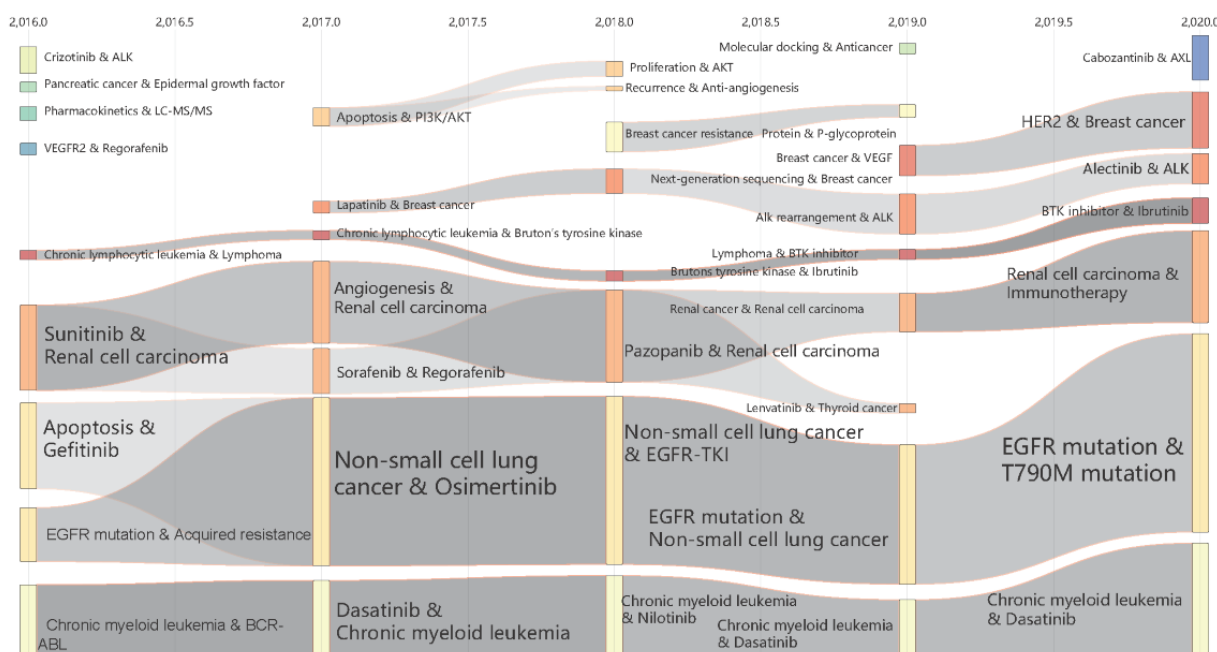 2,016.0
2,016.5
2,017.0
2,017.5
2,018.0
2,018.5
2,019.0
2,019.5
2,020.0
Crizotinib & ALK
Pancreatic cancer & Epidermal growth factor
Pharmacokinetics & LC-MS/MS
VEGFR2 & Regorafenib
Chronic lymphocytic leukemia & Lymphoma
Sunitinib &
Renal cell carcinoma
Apoptosis &
Gefitinib
EGFR mutation & Acquired resistance
Chronic myeloid leukemia & BCR-
ABL
Apoptosis & PI3K/AKT
Lapatinib & Breast cancer
Chronic lymphocytic leukemia & Bruton's tyrosine kinase
Angiogenesis &
Renal cell carcinoma
Sorafenib & Regorafenib
Non-small cell lung
cancer & Osimertinib
Dasatinib &
Chronic myeloid leukemia
Proliferation & AKT
Recurrence & Anti-angiogenesis
Breast cancer resistance Protein & P-glycoprotein
Next-generation sequencing & Breast cancer
Brutons tyrosine kinase & Ibrutinib
Pazopanib & Renal cell carcinoma
Non-small cell lung cancer
& EGFR-TKI
Chronic myeloid leukemia
& Nilotinib
Molecular docking & Anticancer
Breast cancer & VEGF
Alk rearrangement & ALK
Lymphoma & BTK inhibitor
Renal cancer & Renal cell carcinoma
Lenvatinib & Thyroid cancer
EGFR mutation &
Non-small cell lung cancer
Chronic myeloid leukemia
& Dasatinib
Cabozantinib & AXL
HER2 & Breast cancer
Alectinib & ALK
BTK inhibitor & Ibrutinib
Renal cell carcinoma &
Immunotherapy
EGFR mutation &
T790M mutation
Chronic myeloid leukemia
& Dasatinib